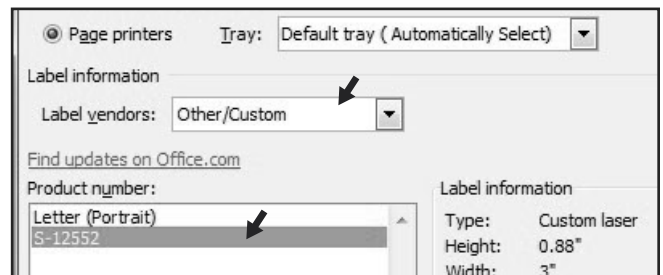 Page printers Tray: Default tray ( Automatically Select)
Label information
Label vendors: Other/Custom
Find updates on Office.com
Product number:
Letter (Portrait)
S-12552
Label information
Type: Custom laser
Height: 0.88"
Width: 3"